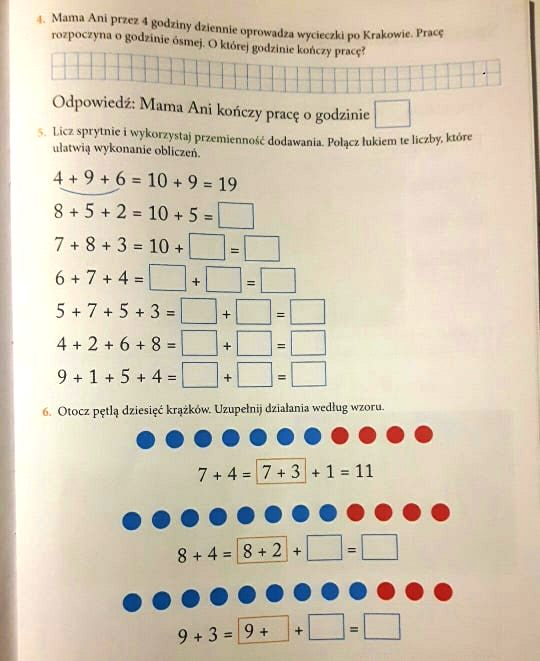 4. Mama Ani przez 4 godziny dziennie oprowadza wycieczki po Krakowie. Pracę
rozpoczyna o godzinie ósmej. O której godzinie kończy pracę?
Odpowiedź: Mama Ani kończy pracę o godzinie
5. Licz sprytnie i wykorzystaj przemienność dodawania. Połącz łukiem te liczby, które
ułatwią wykonanie obliczeń.
4 + 9 + 6 = 10 + 9 = 19
8 + 5 + 2 = 10 + 5 =
7 + 8 + 3 = 10 + =
6 + 7 + 4 = + =
5 + 7 + 5 + 3 = + =
4 + 2 + 6 + 8 = + =
9 + 1 + 5 + 4 = + =
6. Otocz pętlą dziesięć krążków. Uzupełnij działania według wzoru.
7 + 4 = 7 + 3 + 1 = 11
8 + 4 = 8 + 2 + =
9 + 3 = 9 + + =